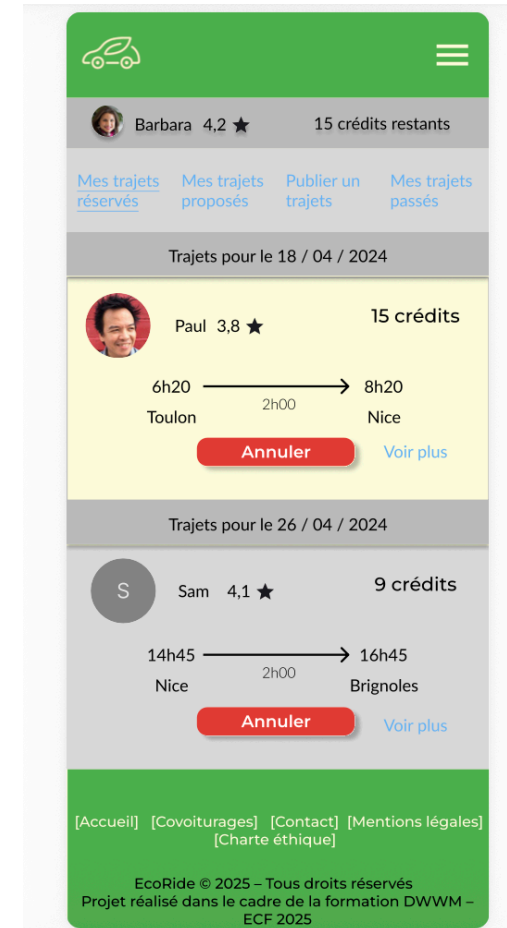 Barbara 4,2 ★ 15 crédits restants
Mes trajets réservés
Mes trajets proposés
Publier un trajets
Mes trajets passés
Trajets pour le 18 / 04 / 2024
Paul 3,8 ★ 15 crédits
6h20 8h20
2h00
Toulon Nice
Annuler Voir plus
Trajets pour le 26 / 04 / 2024
S Sam 4,1 ★ 9 crédits
14h45 16h45
2h00
Nice Brignoles
Annuler Voir plus
[Accueil] [Covoiturages] [Contact] [Mentions légales]
[Charte éthique]
EcoRide © 2025 – Tous droits réservés
Projet réalisé dans le cadre de la formation DWWM –
ECF 2025